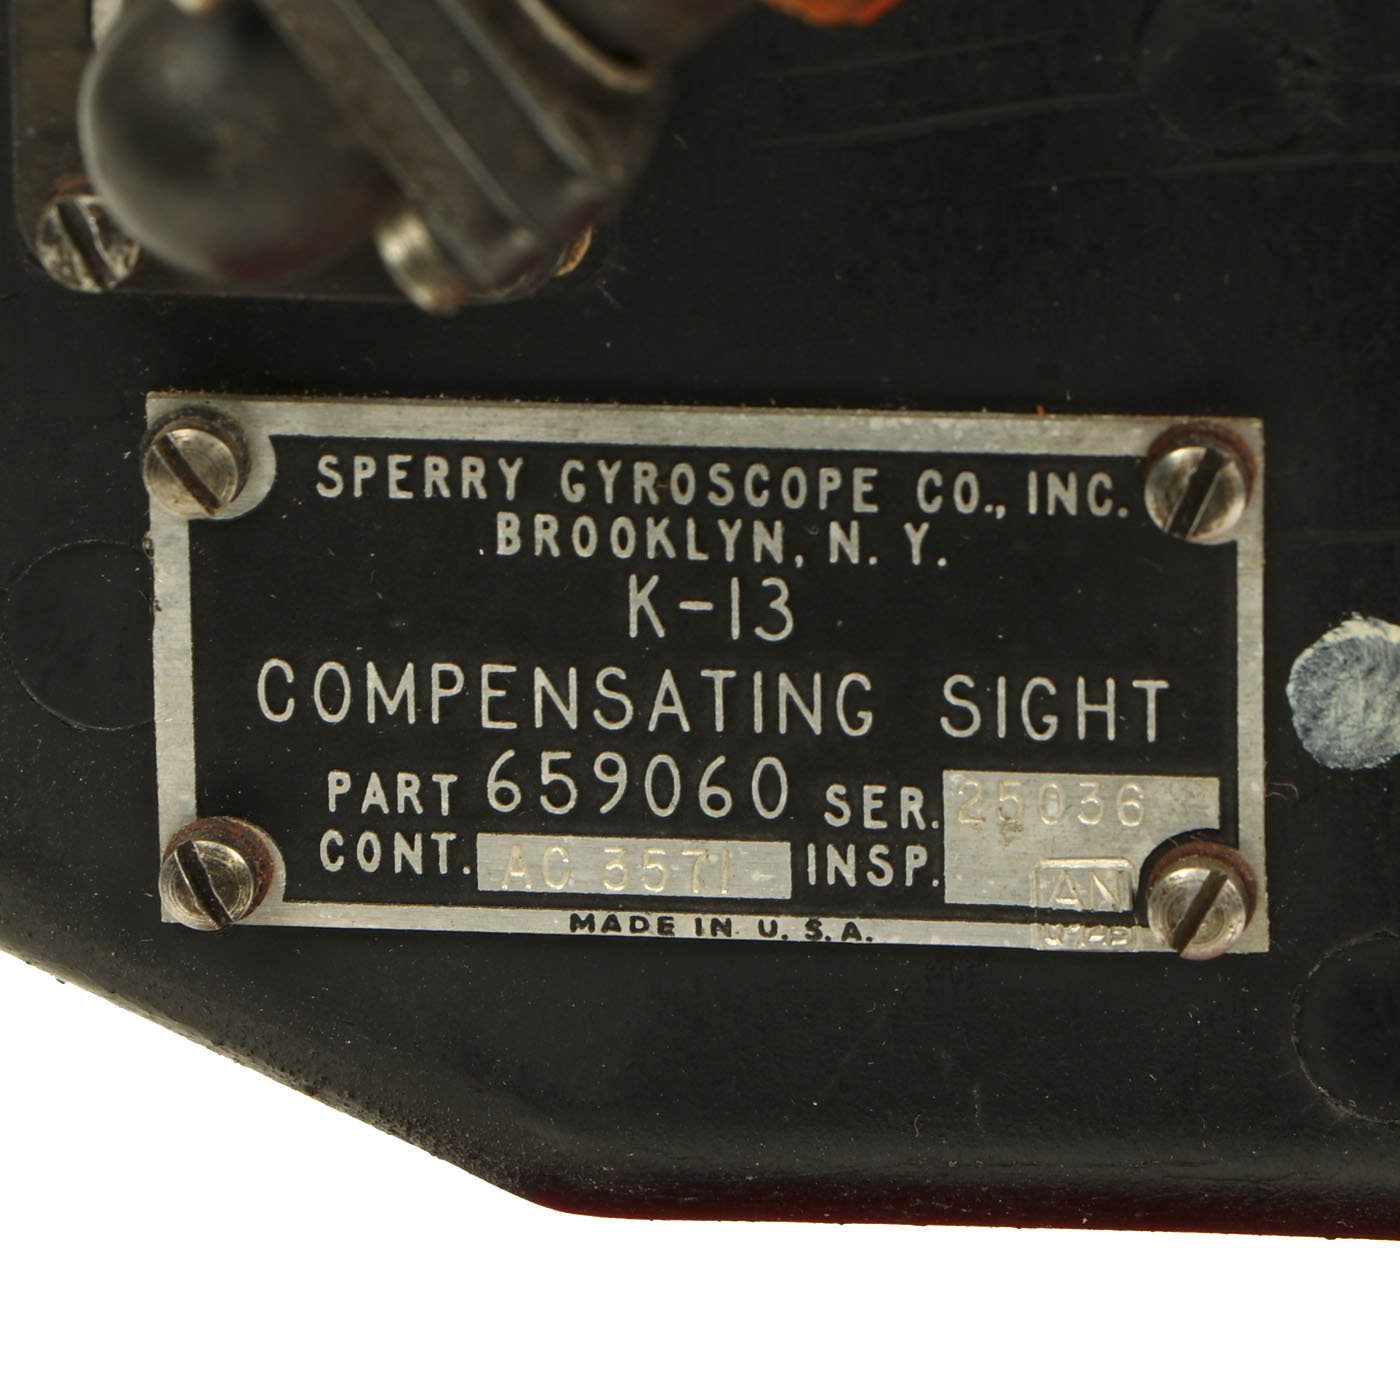 SPERRY GYROSCOPE CO., INC.
BROOKLYN, N. Y.
K-13
COMPENSATING SIGHT
PART 659060 SER. 25036
CONT. AC 3571 INSP. AN
MADE IN U. S. A.